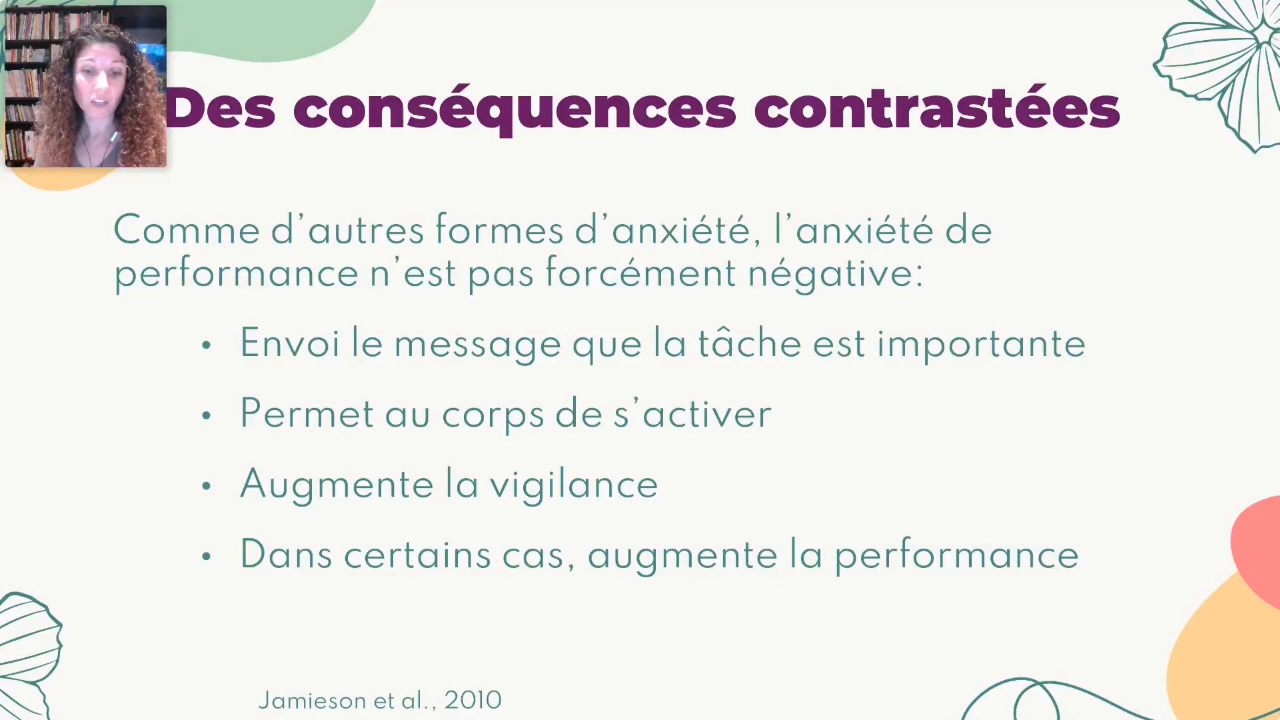 Des conséquences contrastées
Comme d’autres formes d’anxiété, l’anxiété de
performance n’est pas forcément négative:
• Envoi le message que la tâche est importante
• Permet au corps de s’activer
• Augmente la vigilance
• Dans certains cas, augmente la performance
Jamieson et al., 2010